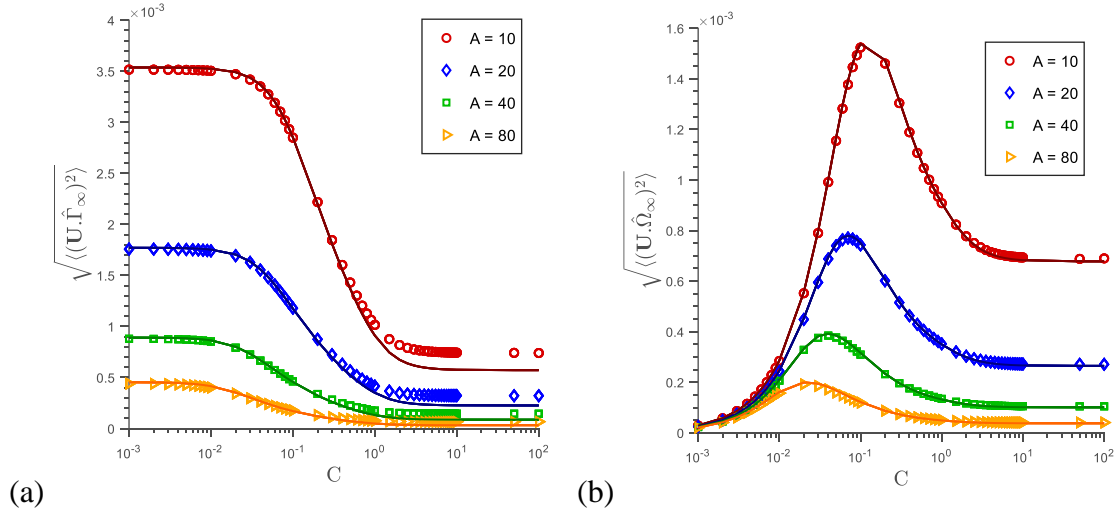 ×10⁻³
4
3.5
3
2.5
2
1.5
1
0.5
0
10⁻³
10⁻²
10⁻¹
10⁰
10¹
10²
C
√⟨(U.Γ̂∞)²⟩
A = 10
A = 20
A = 40
A = 80
(a)
×10⁻³
1.6
1.4
1.2
1
0.8
0.6
0.4
0.2
0
10⁻³
10⁻²
10⁻¹
10⁰
10¹
10²
C
√⟨(U.Ω̂∞)²⟩
A = 10
A = 20
A = 40
A = 80
(b)